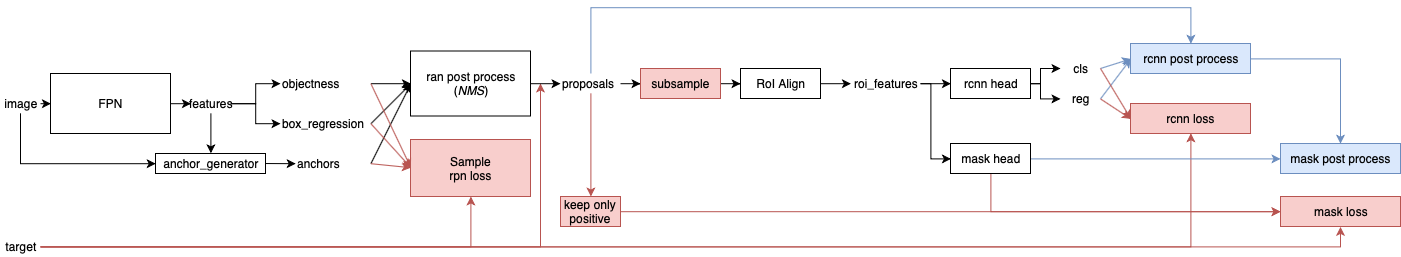 image
FPN
features
objectness
box_regression
anchor_generator
anchors
ran post process
(NMS)
Sample
rpn loss
proposals
subsample
RoI Align
roi_features
rcnn head
cls
reg
rcnn post process
rcnn loss
mask head
mask post process
keep only
positive
mask loss
target